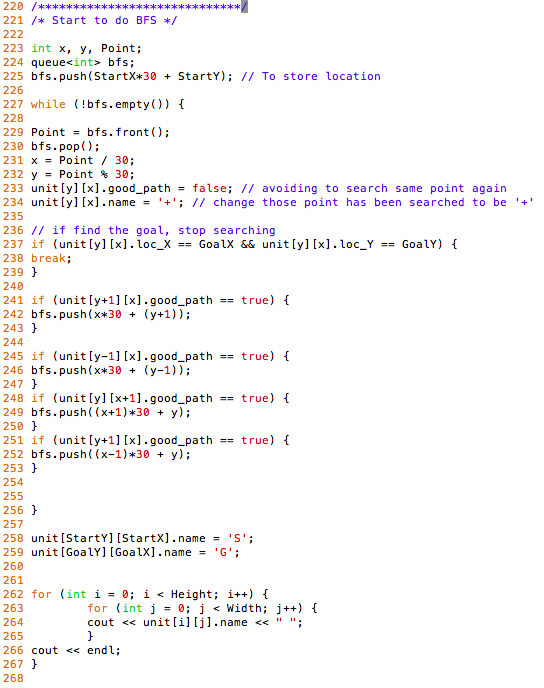 220 /*****************************/
221 /* Start to do BFS */
222
223 int x, y, Point;
224 queue<int> bfs;
225 bfs.push(StartX*30 + StartY); // To store location
226
227 while (!bfs.empty()) {
228
229 Point = bfs.front();
230 bfs.pop();
231 x = Point / 30;
232 y = Point % 30;
233 unit[y][x].good_path = false; // avoiding to search same point again
234 unit[y][x].name = '+'; // change those point has been searched to be '+'
235
236 // if find the goal, stop searching
237 if (unit[y][x].loc_X == GoalX && unit[y][x].loc_Y == GoalY) {
238 break;
239 }
240
241 if (unit[y+1][x].good_path == true) {
242 bfs.push(x*30 + (y+1));
243 }
244
245 if (unit[y-1][x].good_path == true) {
246 bfs.push(x*30 + (y-1));
247 }
248 if (unit[y][x+1].good_path == true) {
249 bfs.push((x+1)*30 + y);
250 }
251 if (unit[y+1][x].good_path == true) {
252 bfs.push((x-1)*30 + y);
253 }
254
255
256 }
257
258 unit[StartY][StartX].name = 'S';
259 unit[GoalY][GoalX].name = 'G';
260
261
262 for (int i = 0; i < Height; i++) {
263         for (int j = 0; j < Width; j++) {
264         cout << unit[i][j].name << " ";
265         }
266 cout << endl;
267 }
268